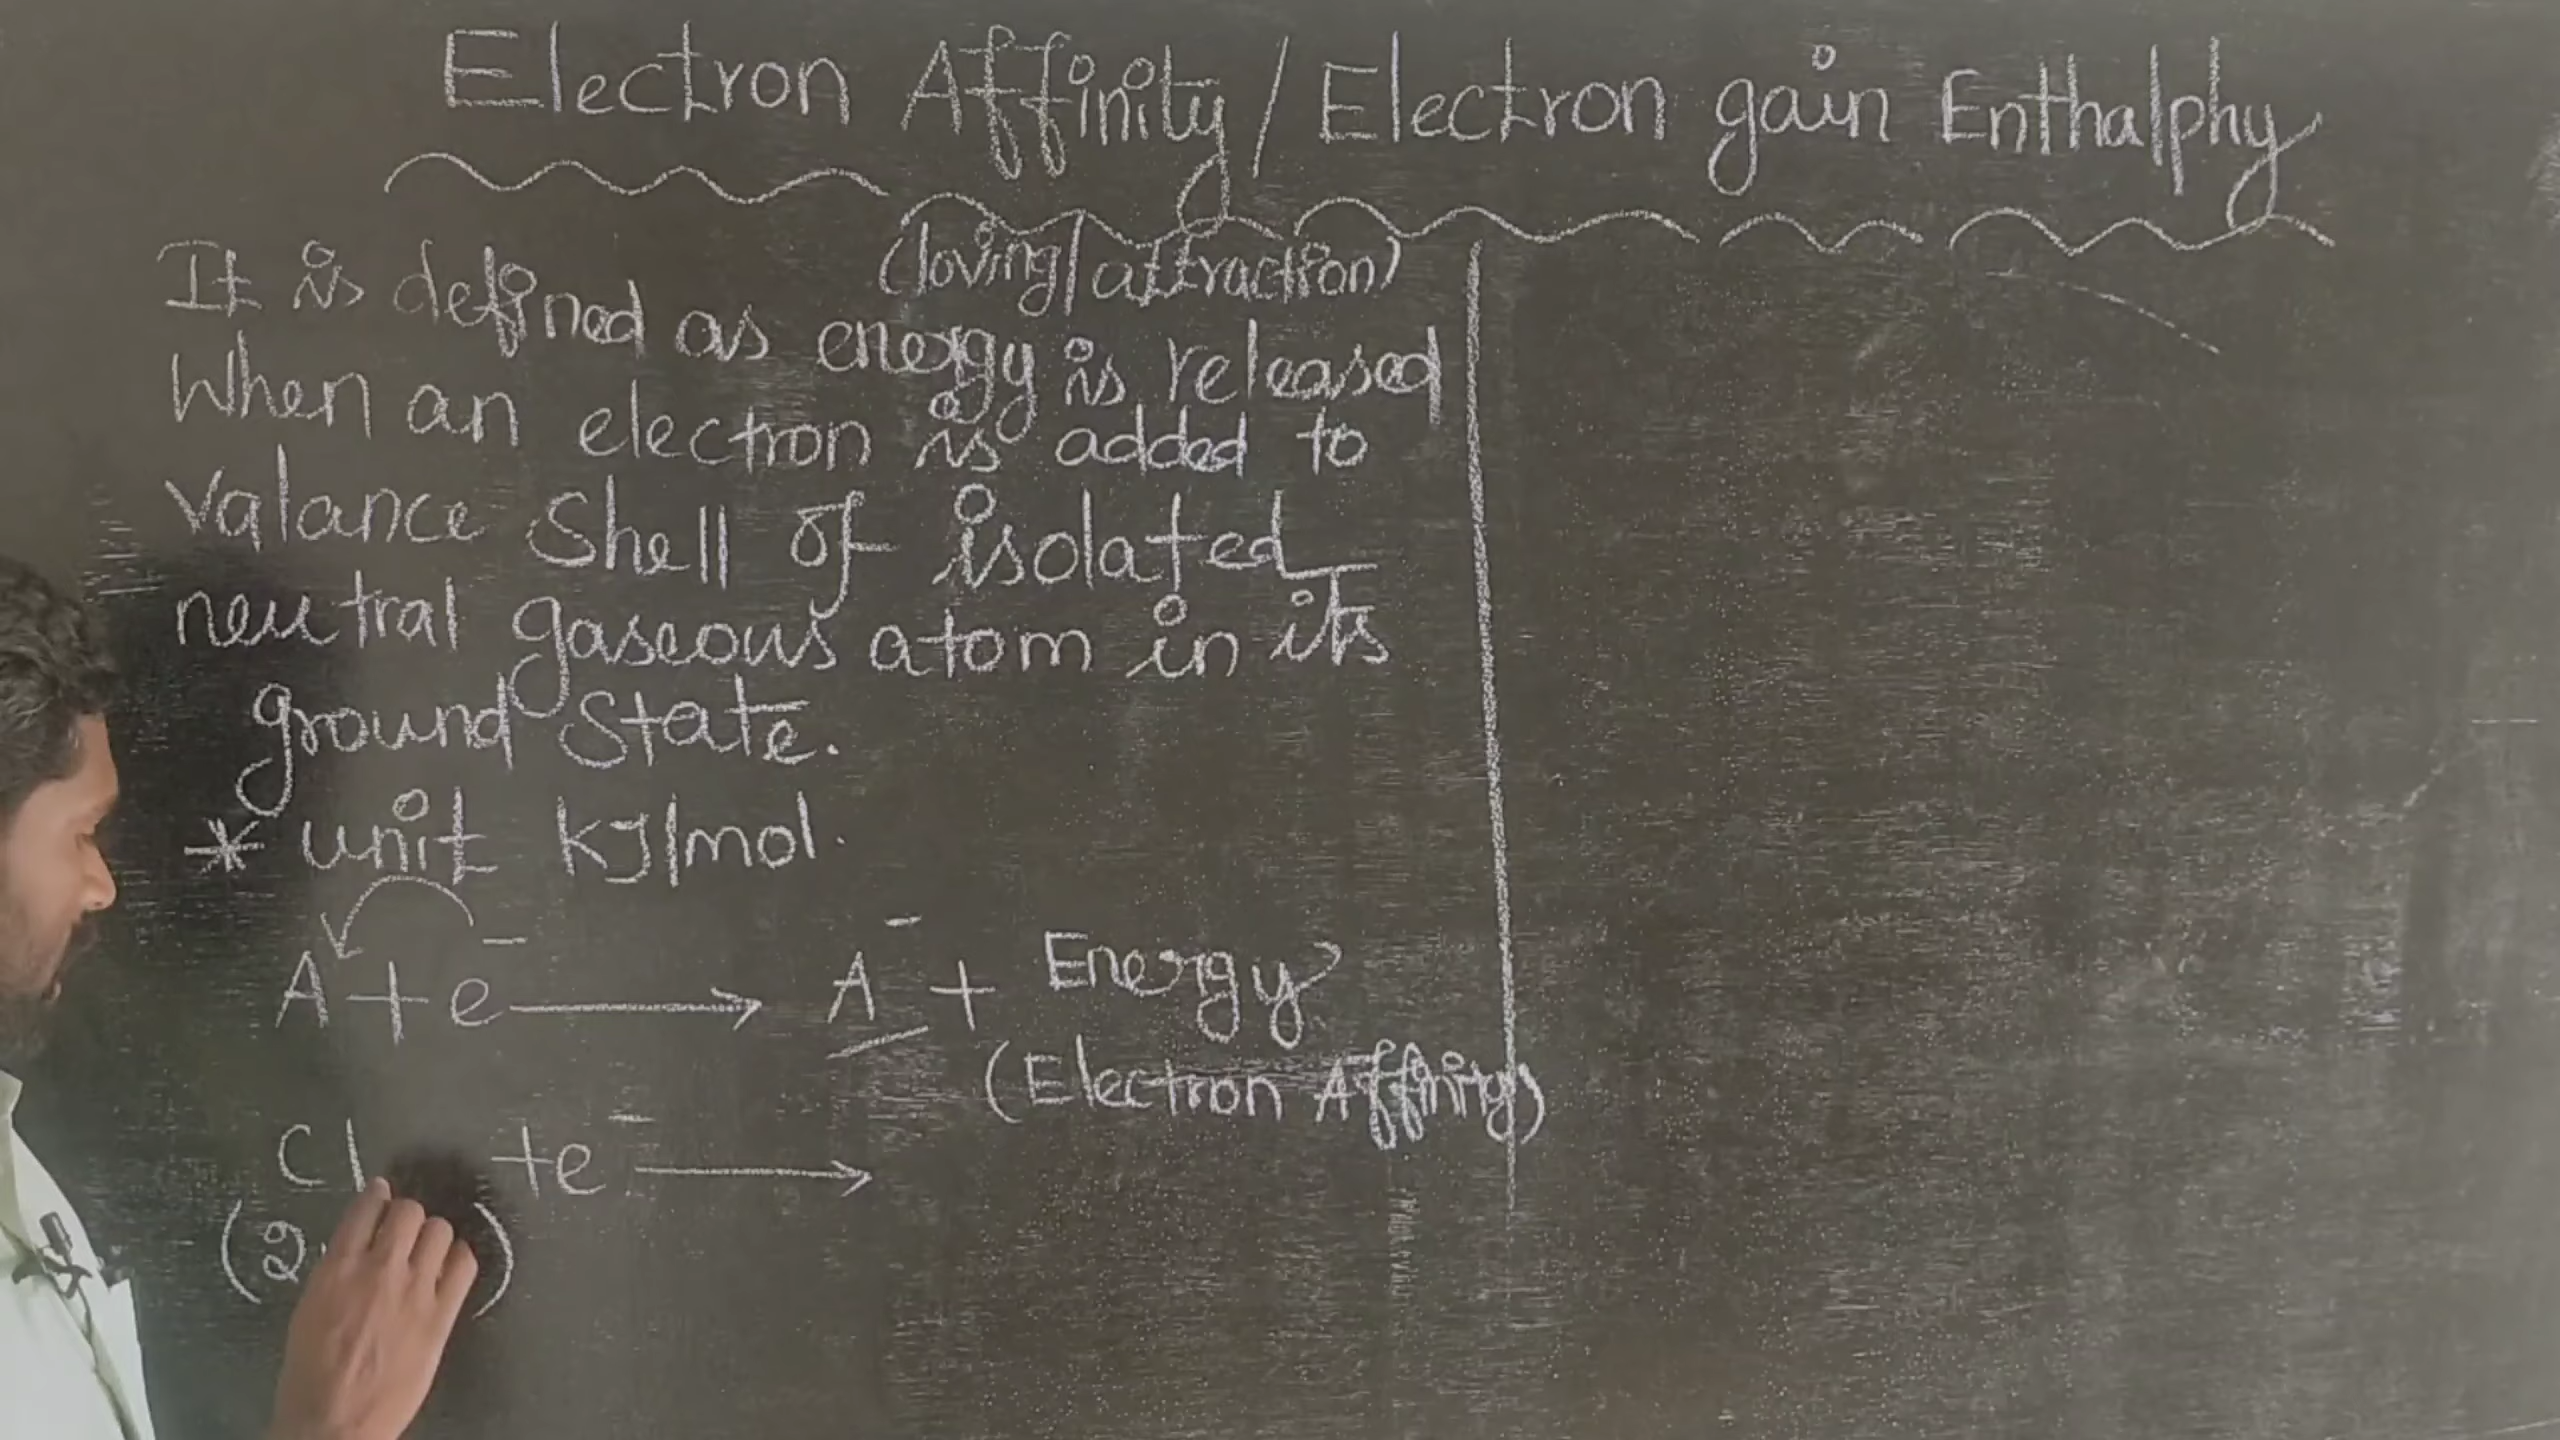 Electron Affinity / Electron gain Enthalphy
(loving/attraction)
It is defined as energy is released
When an electron is added to
valance Shell of isolated
neutral gaseous atom in its
ground State.
* unit KJ/mol.
A + e⁻ ⟶ A⁻ + Energy
(Electron Affinity)
Cl + e⁻ ⟶
(2, )